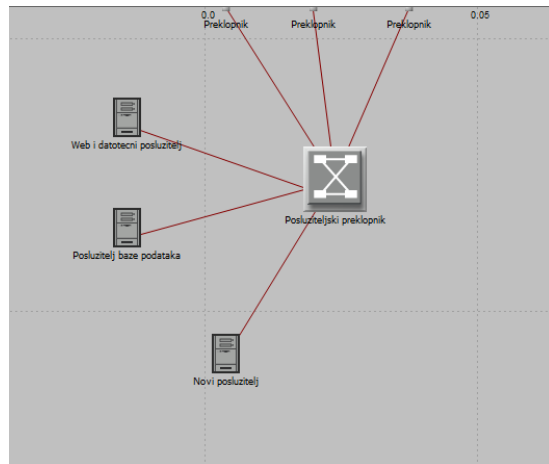 0.0
0.05
Preklopnik
Preklopnik
Preklopnik
Web i datotecni posluzitelj
Posluziteljski preklopnik
Posluzitelj baze podataka
Novi posluzitelj